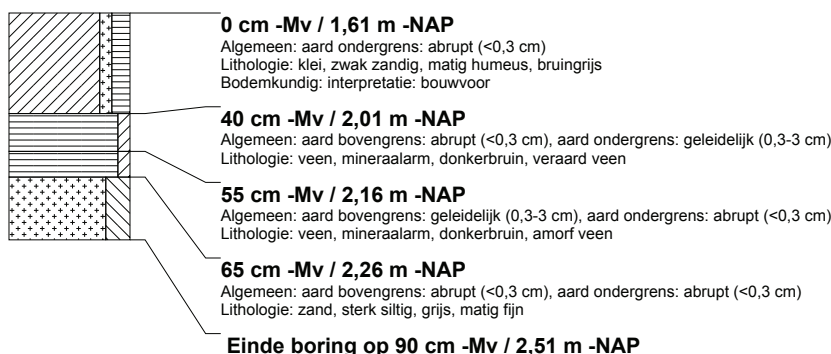 0 cm -Mv / 1,61 m -NAP
Algemeen: aard ondergrens: abrupt (<0,3 cm)
Lithologie: klei, zwak zandig, matig humeus, bruingrijs
Bodemkundig: interpretatie: bouwvoor
40 cm -Mv / 2,01 m -NAP
Algemeen: aard bovengrens: abrupt (<0,3 cm), aard ondergrens: geleidelijk (0,3-3 cm)
Lithologie: veen, mineraalarm, donkerbruin, veraard veen
55 cm -Mv / 2,16 m -NAP
Algemeen: aard bovengrens: geleidelijk (0,3-3 cm), aard ondergrens: abrupt (<0,3 cm)
Lithologie: veen, mineraalarm, donkerbruin, amorf veen
65 cm -Mv / 2,26 m -NAP
Algemeen: aard bovengrens: abrupt (<0,3 cm), aard ondergrens: abrupt (<0,3 cm)
Lithologie: zand, sterk siltig, grijs, matig fijn
Einde boring op 90 cm -Mv / 2,51 m -NAP